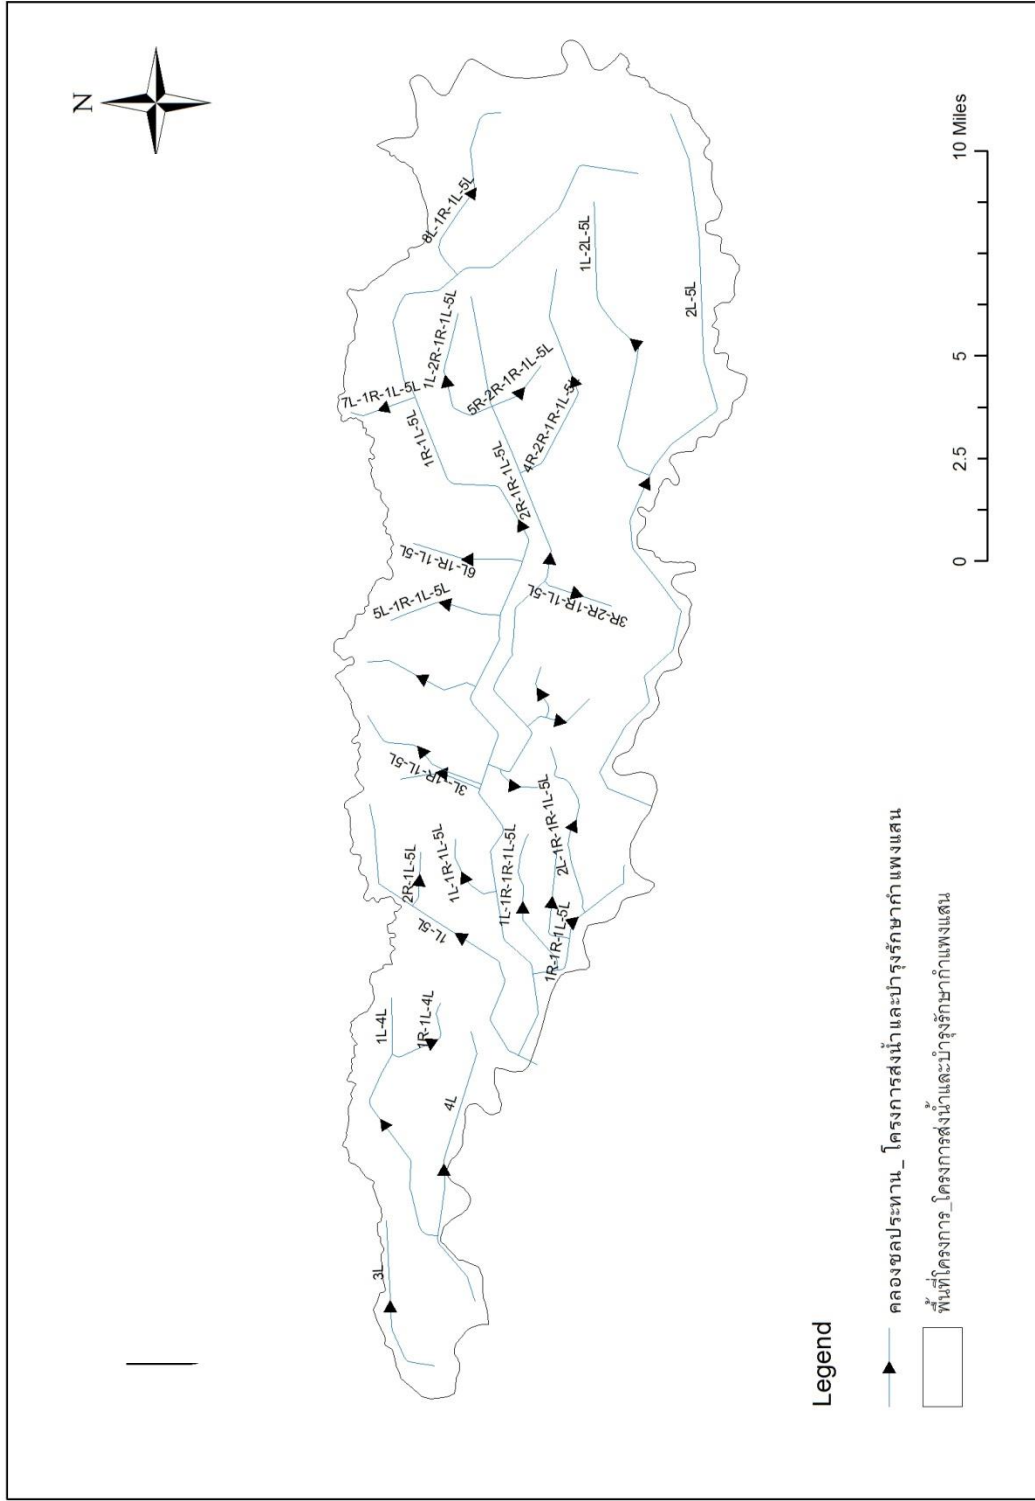 N
8L-1R-1L-5L
7L-1R-1L-5L
1L-2R-1R-1L-5L
1R-1L-5L
5R-2R-1R-1L-5L
1L-2L-5L
2L-5L
4R-2R-1R-1L-5L
2R-1R-1L-5L
6L-1R-1L-5L
5L-1R-1L-5L
3R-2R-1R-1L-5L
3L-1R-1L-5L
2R-1L-5L
1L-1R-1L-5L
1L-1R-1R-1L-5L
2L-1R-1R-1L-5L
1R-1R-1L-5L
1L-5L
1L-4L
1R-1L-4L
4L
3L
0 2.5 5 10 Miles
Legend
คลองชลประทาน_ โครงการส่งน้ำและบำรุงรักษากำแพงแสน
พื้นที่โครงการ_โครงการส่งน้ำและบำรุงรักษากำแพงแสน